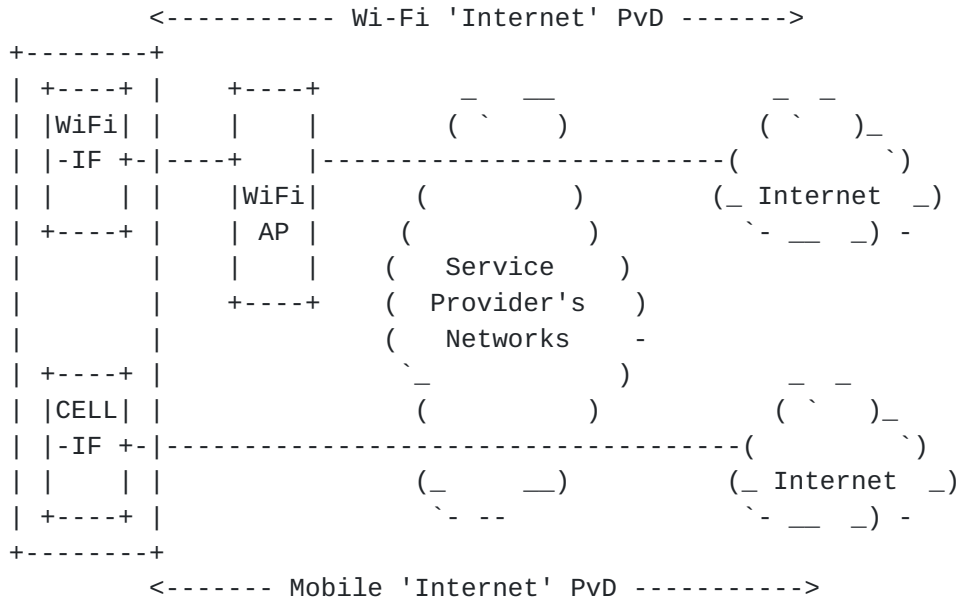 <----------- Wi-Fi 'Internet' PvD ------->
WiFi
-IF
WiFi
AP
Internet
Service
Provider's
Networks
CELL
-IF
Internet
<------- Mobile 'Internet' PvD ----------->